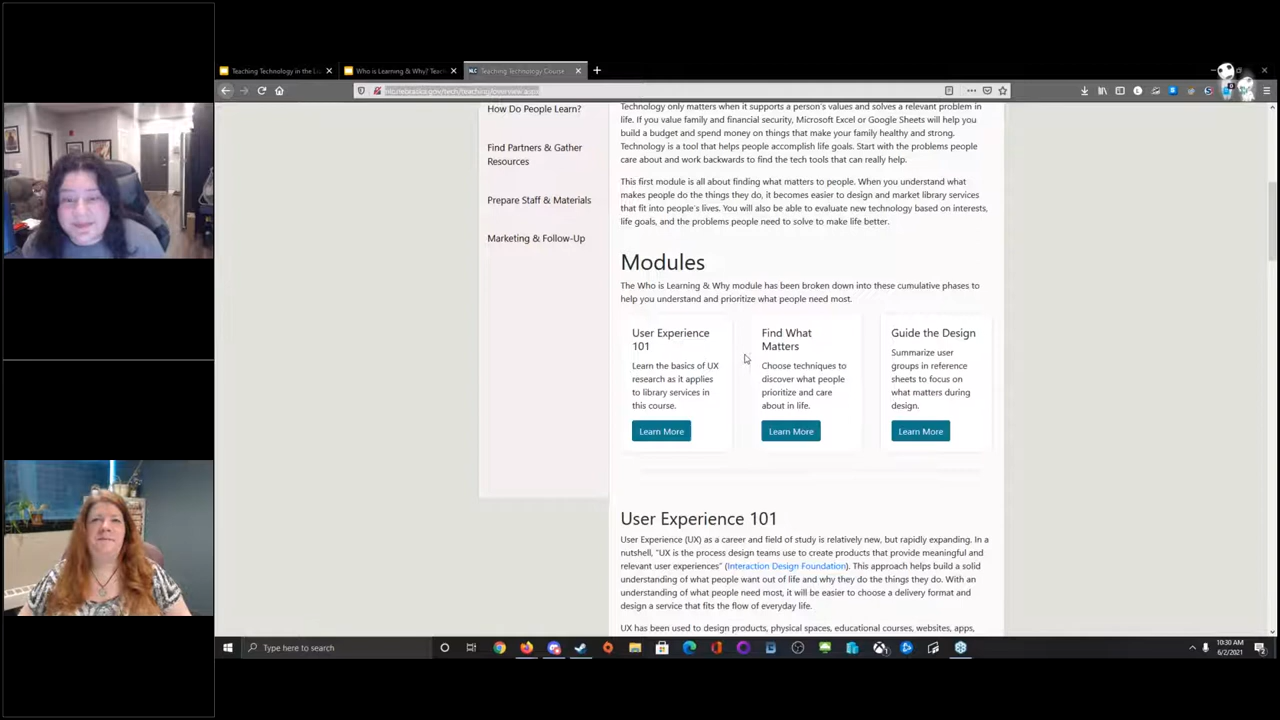 Teaching Technology in the Li
Who is Learning & Why? Teac
NLC Teaching Technology Course
nlc.nebraska.gov/tech/teaching/overview.aspx
How Do People Learn?
Find Partners & Gather
Resources
Prepare Staff & Materials
Marketing & Follow-Up
Technology only matters when it supports a person's values and solves a relevant problem in
life. If you value family and financial security, Microsoft Excel or Google Sheets will help you
build a budget and spend money on things that make your family healthy and strong.
Technology is a tool that helps people accomplish life goals. Start with the problems people
care about and work backwards to find the tech tools that can really help.
This first module is all about finding what matters to people. When you understand what
makes people do the things they do, it becomes easier to design and market library services
that fit into people's lives. You will also be able to evaluate new technology based on interests,
life goals, and the problems people need to solve to make life better.
Modules
The Who is Learning & Why module has been broken down into these cumulative phases to
help you understand and prioritize what people need most.
User Experience
101
Learn the basics of UX
research as it applies
to library services in
this course.
Learn More
Find What
Matters
Choose techniques to
discover what people
prioritize and care
about in life.
Learn More
Guide the Design
Summarize user
groups in reference
sheets to focus on
what matters during
design.
Learn More
User Experience 101
User Experience (UX) as a career and field of study is relatively new, but rapidly expanding. In a
nutshell, "UX is the process design teams use to create products that provide meaningful and
relevant user experiences" (Interaction Design Foundation). This approach helps build a solid
understanding of what people want out of life and why they do the things they do. With an
understanding of what people need most, it will be easier to choose a delivery format and
design a service that fits the flow of everyday life.
UX has been used to design products, physical spaces, educational courses, websites, apps,
Type here to search
10:30 AM
6/2/2021